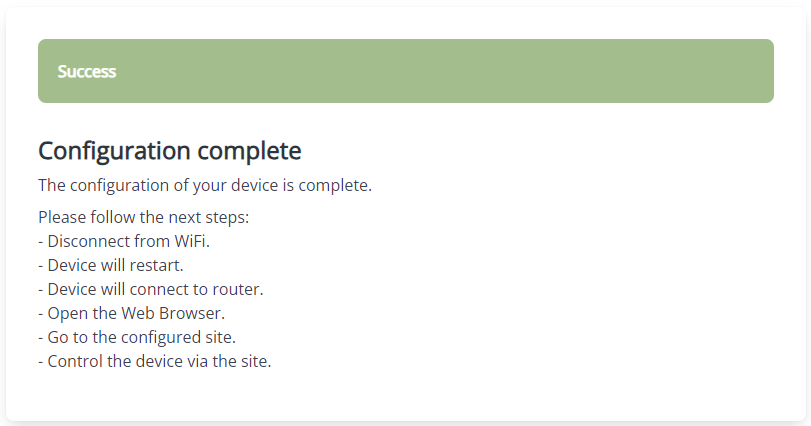 Success
Configuration complete
The configuration of your device is complete.
Please follow the next steps:
- Disconnect from WiFi.
- Device will restart.
- Device will connect to router.
- Open the Web Browser.
- Go to the configured site.
- Control the device via the site.